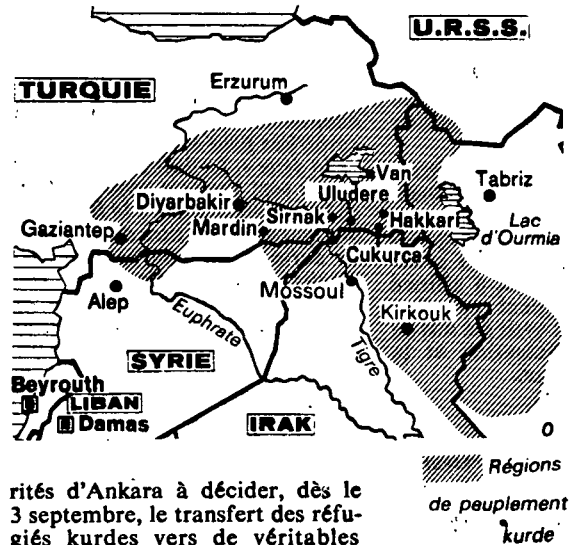 U.R.S.S.
TURQUIE
Erzurum
Van
Tabriz
Diyarbakir
Uludere
Sirnak
Hakkari
Lac
d'Ourmia
Gaziantep
Mardin
Cukurca
Alep
Mossoul
Euphrate
Kirkouk
Tigre
SYRIE
Beyrouth
LIBAN
IRAK
Damas
0
Régions
de peuplement
kurde
rités d'Ankara à décider, dès le
3 septembre, le transfert des réfu-
giés kurdes vers de véritables